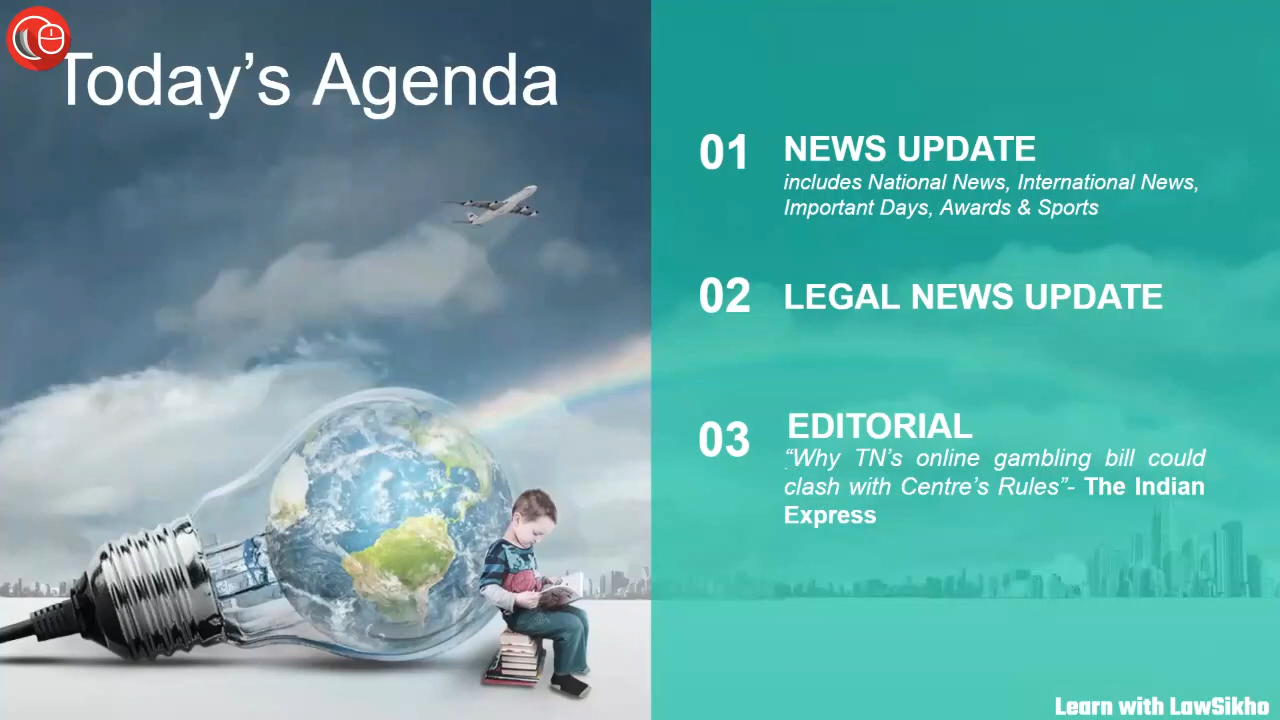 Today’s Agenda
01 NEWS UPDATE
includes National News, International News,
Important Days, Awards & Sports
02 LEGAL NEWS UPDATE
03 EDITORIAL
“Why TN’s online gambling bill could
clash with Centre’s Rules”- The Indian
Express
Learn with LawSikho